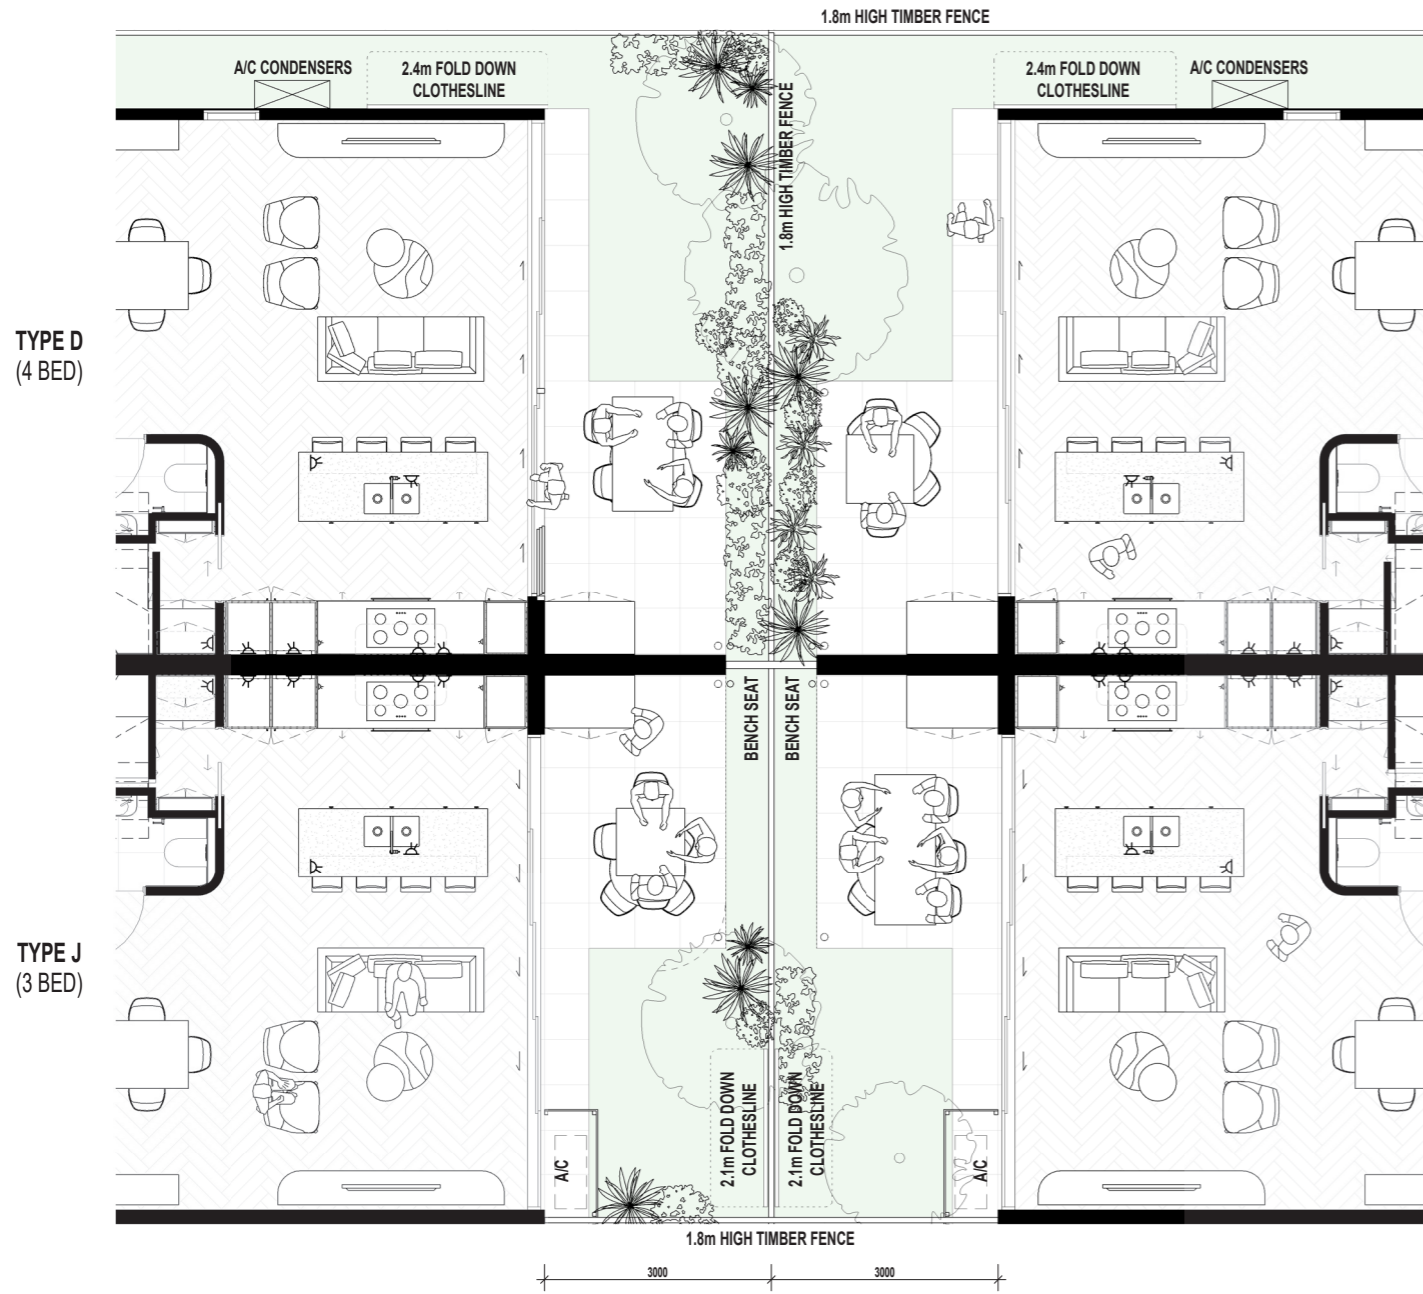 1.8m HIGH TIMBER FENCE
A/C CONDENSERS
2.4m FOLD DOWN
CLOTHESLINE
2.4m FOLD DOWN
CLOTHESLINE
A/C CONDENSERS
1.8m HIGH TIMBER FENCE
TYPE D
(4 BED)
BENCH SEAT
BENCH SEAT
TYPE J
(3 BED)
2.1m FOLD DOWN
CLOTHESLINE
2.1m FOLD DOWN
CLOTHESLINE
A/C
A/C
1.8m HIGH TIMBER FENCE
3000
3000